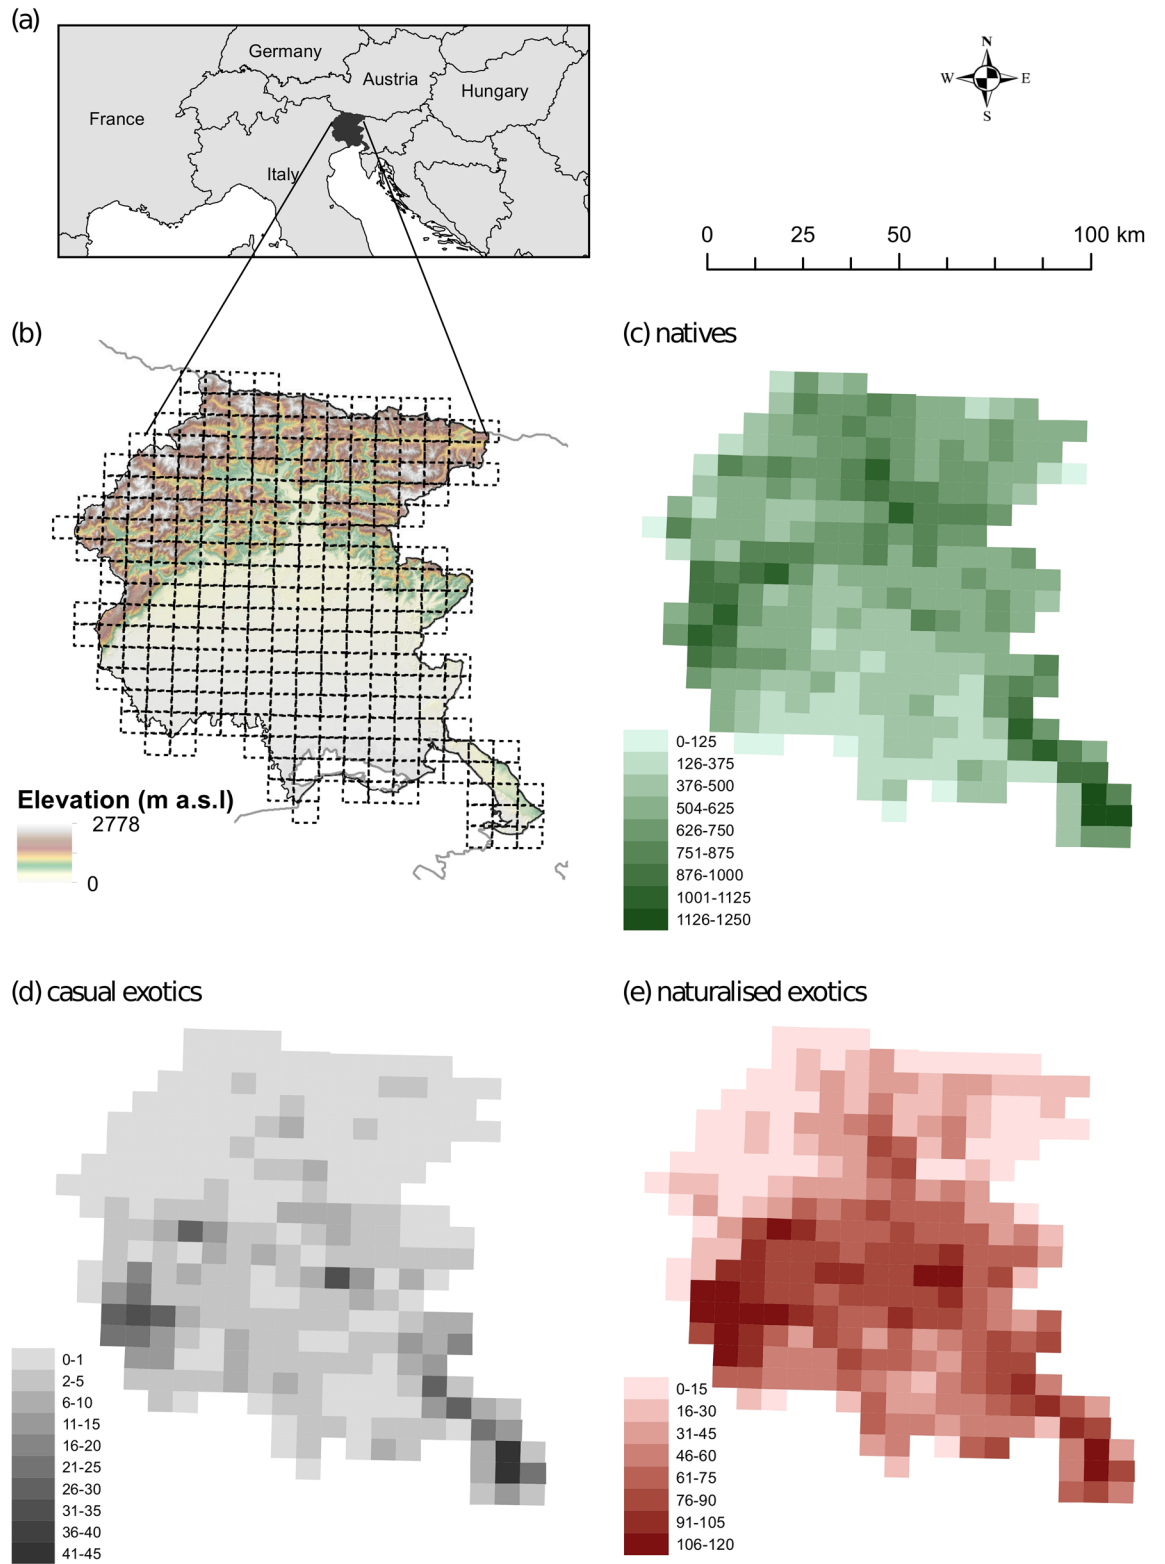 (a)
Germany
Austria
Hungary
France
Italy
N
W E
S
0 25 50 100 km
(b)
(c) natives
Elevation (m a.s.l)
2778
0
0-125
126-375
376-500
504-625
626-750
751-875
876-1000
1001-1125
1126-1250
(d) casual exotics
(e) naturalised exotics
0-1
2-5
6-10
11-15
16-20
21-25
26-30
31-35
36-40
41-45
0-15
16-30
31-45
46-60
61-75
76-90
91-105
106-120